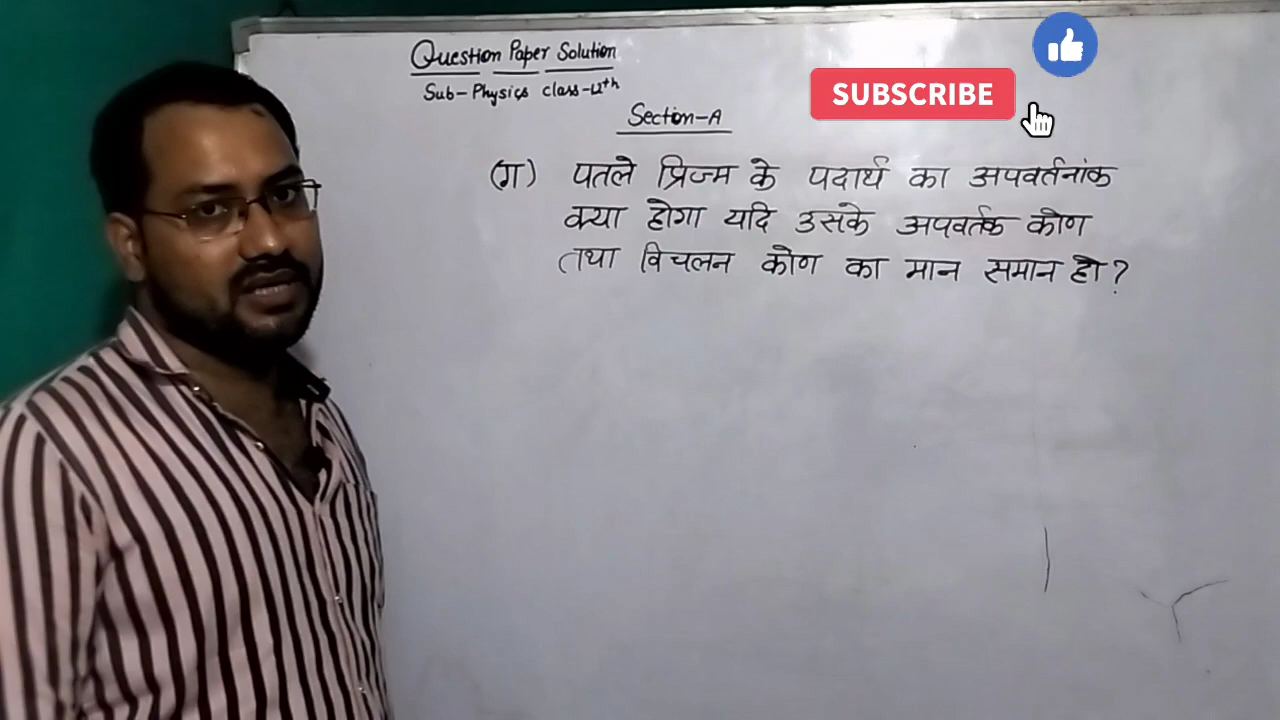 Question Paper Solution
Sub-Physics class-12th
Section-A
SUBSCRIBE
(ग) पतले प्रिज्म के पदार्थ का अपवर्तनांक
क्या होगा यदि उसके अपवर्तक कोण
तथा विचलन कोण का मान समान हो?